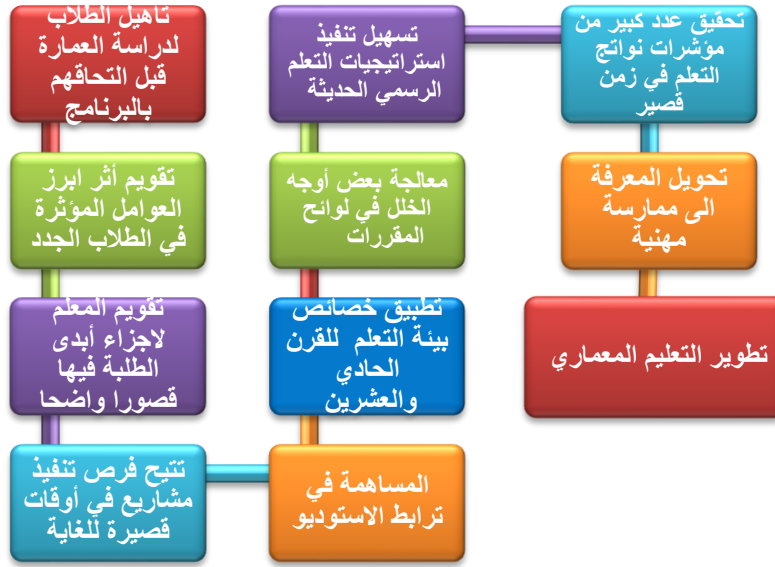 تأهيل الطلاب
لدراسة العمارة
قبل التحاقهم
بالبرنامج
تقويم أثر ابرز
العوامل المؤثرة
في الطلاب الجدد
تقويم المعلم
لاجزاء أبدى
الطلبة فيها
قصورا واضحا
تتيح فرص تنفيذ
مشاريع في أوقات
قصيرة للغاية
المساهمة في
ترابط الاستوديو
تطبيق خصائص
بيئة التعلم للقرن
الحادي
والعشرين
معالجة بعض أوجه
الخلل في لوائح
المقررات
تسهيل تنفيذ
استراتيجيات التعلم
الرسمي الحديثة
تحقيق عدد كبير من
مؤشرات نواتج
التعلم في زمن
قصير
تحويل المعرفة
الى ممارسة
مهنية
تطوير التعليم المعماري